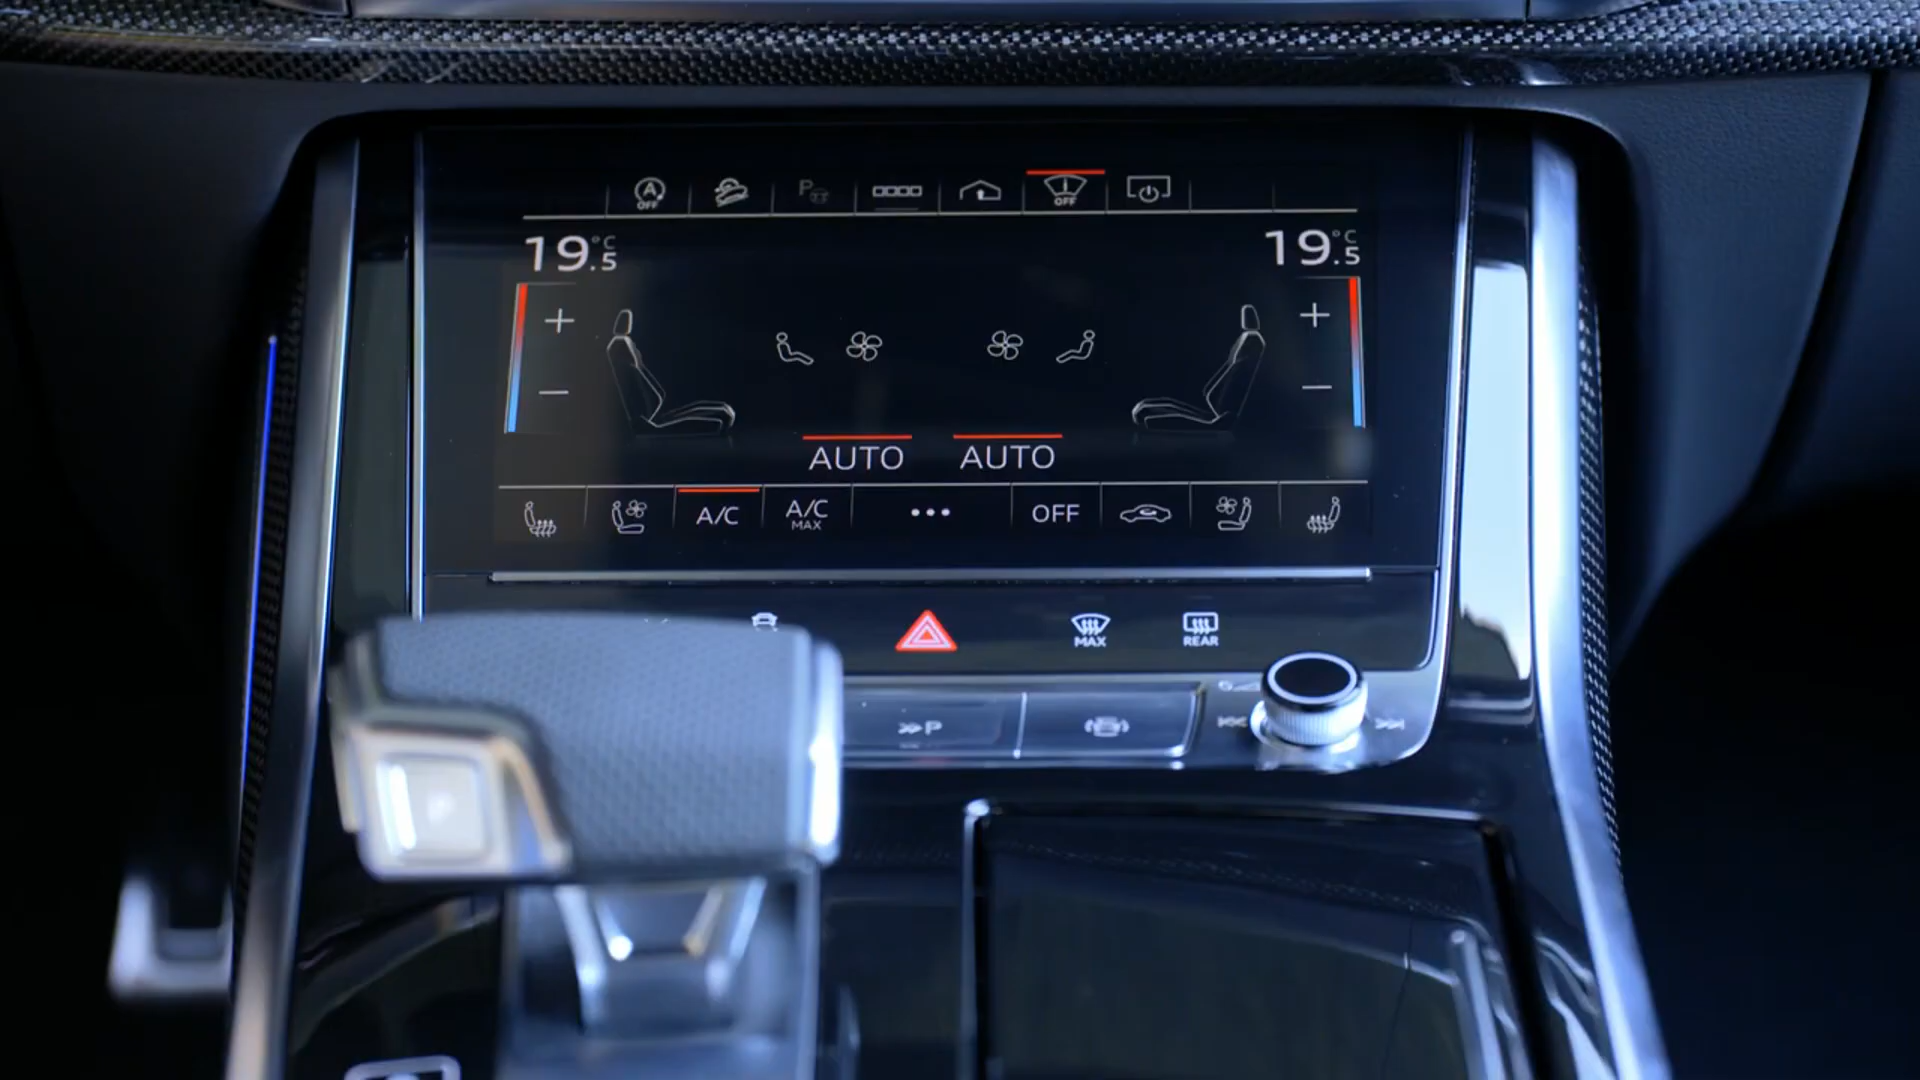 A OFF P OFF
19.5 °C 19.5 °C
+ +
− −
AUTO AUTO
A/C A/C MAX ••• OFF
MAX REAR
P